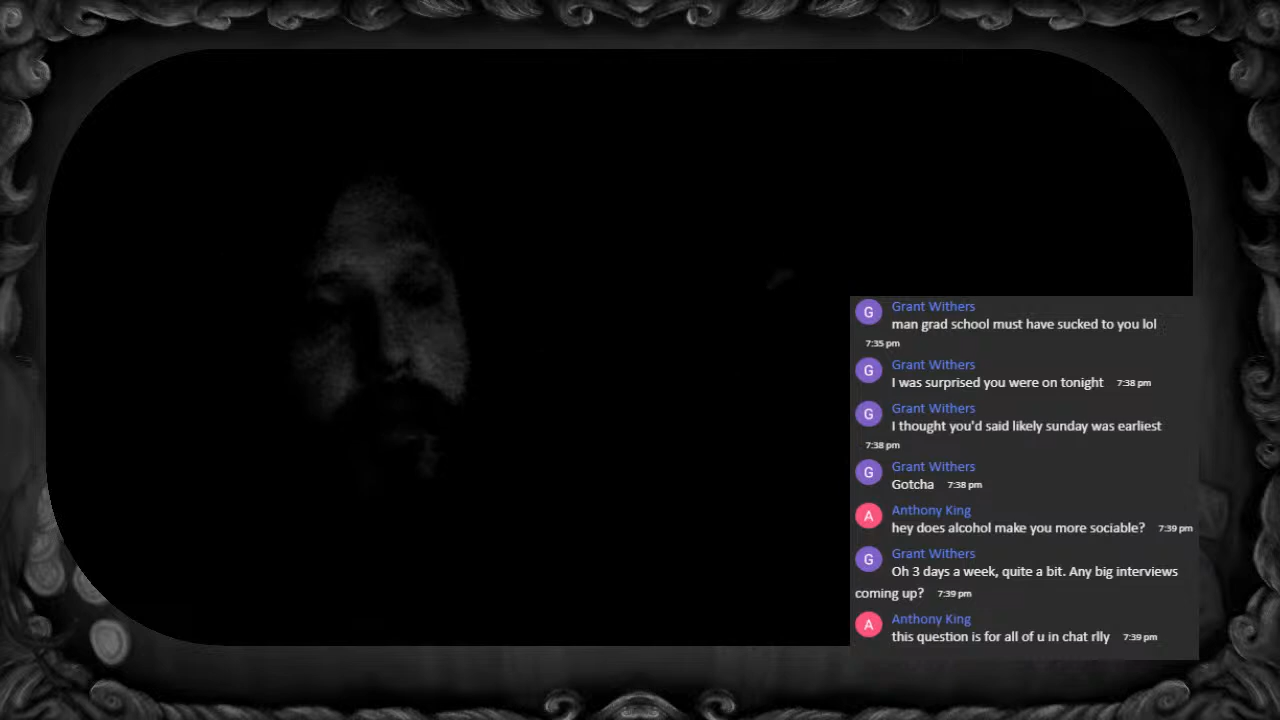 G
Grant Withers
man grad school must have sucked to you lol
7:35 pm
G
Grant Withers
I was surprised you were on tonight 7:38 pm
G
Grant Withers
I thought you'd said likely sunday was earliest
7:38 pm
G
Grant Withers
Gotcha 7:38 pm
A
Anthony King
hey does alcohol make you more sociable? 7:39 pm
G
Grant Withers
Oh 3 days a week, quite a bit. Any big interviews
coming up? 7:39 pm
A
Anthony King
this question is for all of u in chat rlly 7:39 pm